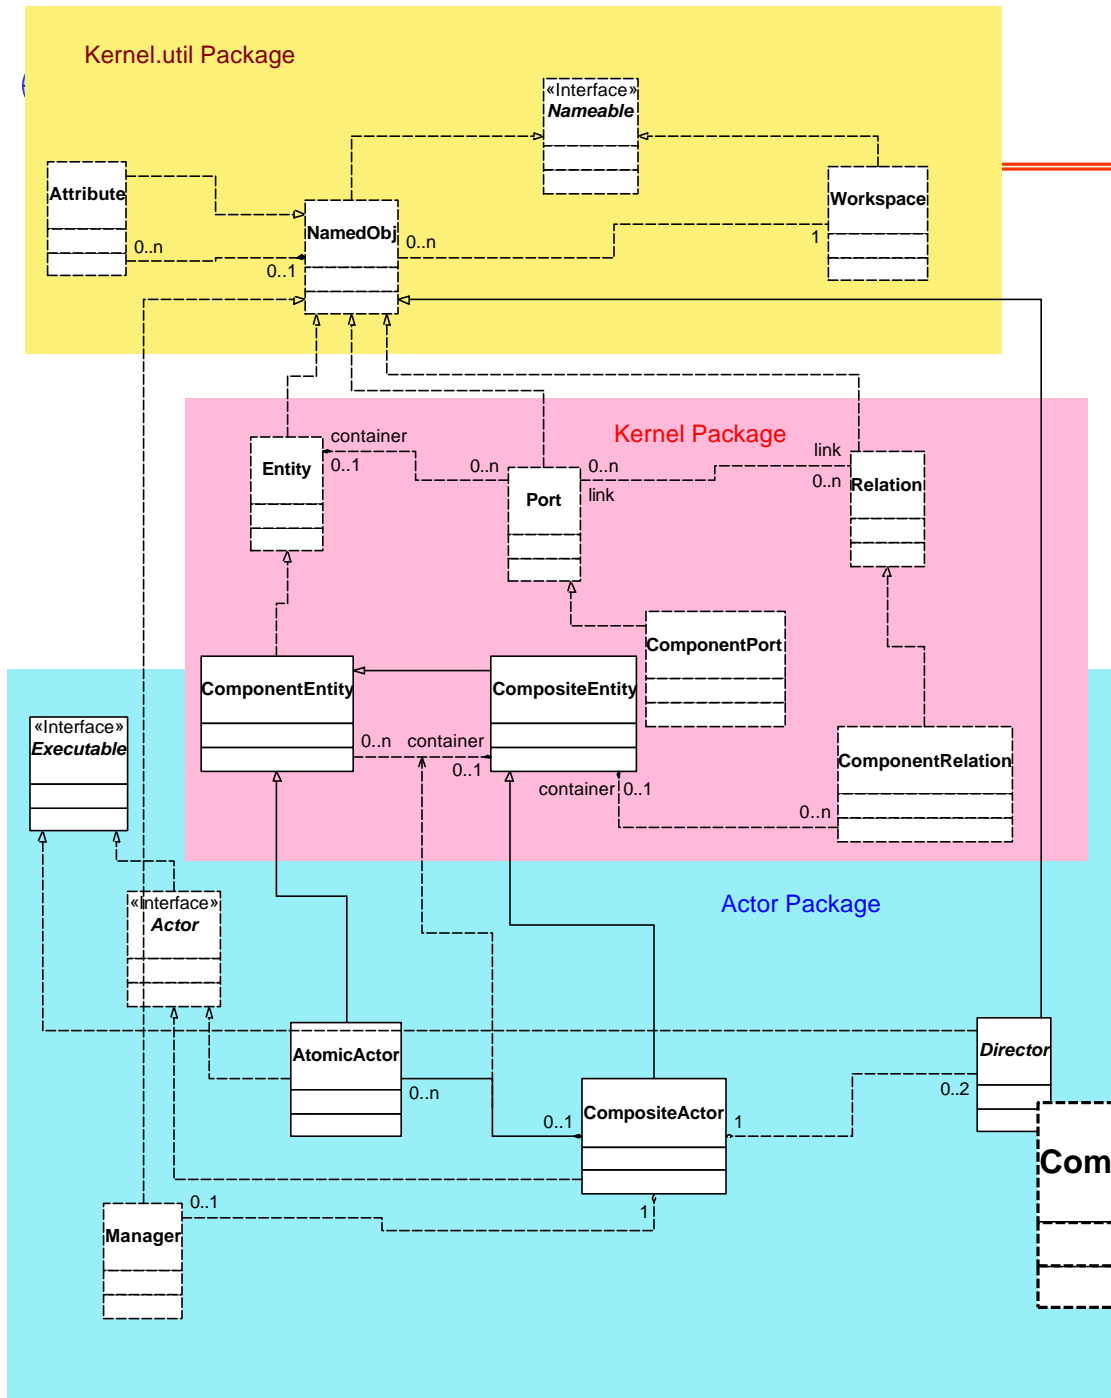 Kernel.util Package
«Interface»
Nameable
Attribute
Workspace
NamedObj
0..n
0..1
0..n
1
Kernel Package
container
0..1
Entity
0..n
Port
0..n
link
link
0..n
Relation
ComponentPort
ComponentEntity
CompositeEntity
0..n
container
0..1
container
0..1
ComponentRelation
0..n
«Interface»
Executable
Actor Package
«Interface»
Actor
AtomicActor
0..n
0..1
CompositeActor
1
Director
0..2
Com
0..1
1
Manager